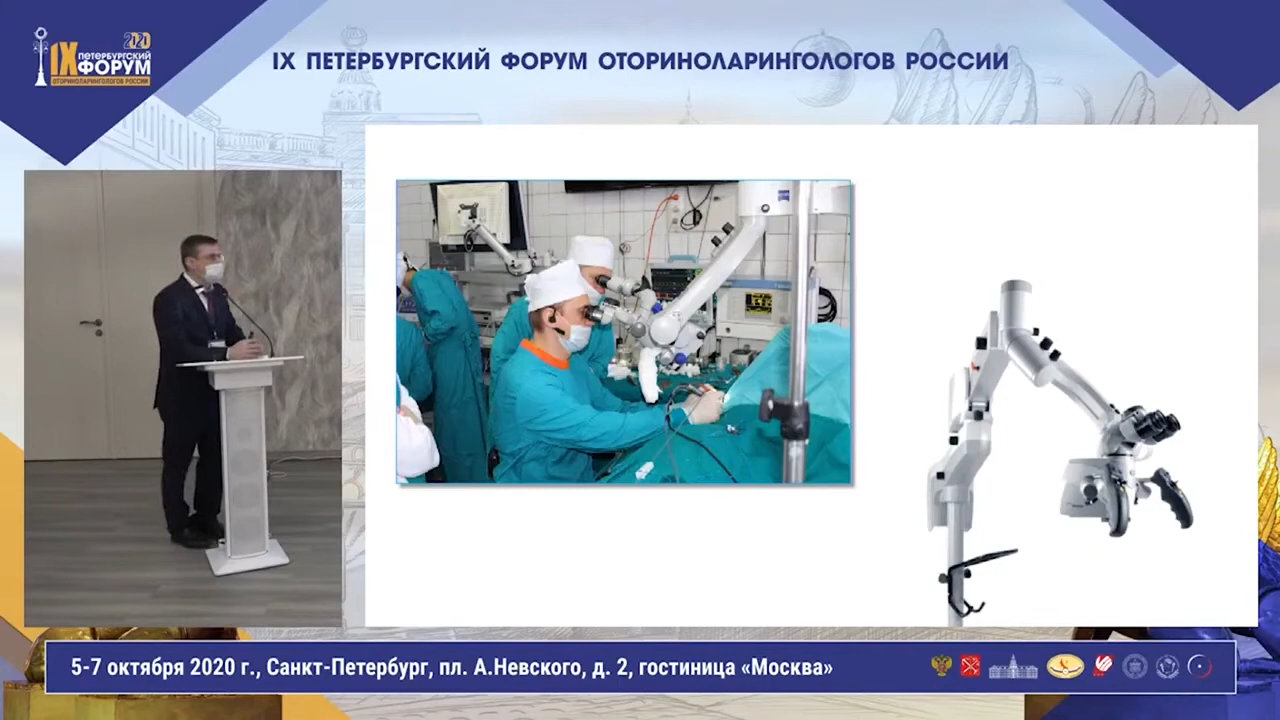 2020
IX ПЕТЕРБУРГСКИЙ
ФОРУМ
ОТОРИНОЛАРИНГОЛОГОВ РОССИИ
IX ПЕТЕРБУРГСКИЙ ФОРУМ ОТОРИНОЛАРИНГОЛОГОВ РОССИИ
5-7 октября 2020 г., Санкт-Петербург, пл. А.Невского, д. 2, гостиница «Москва»